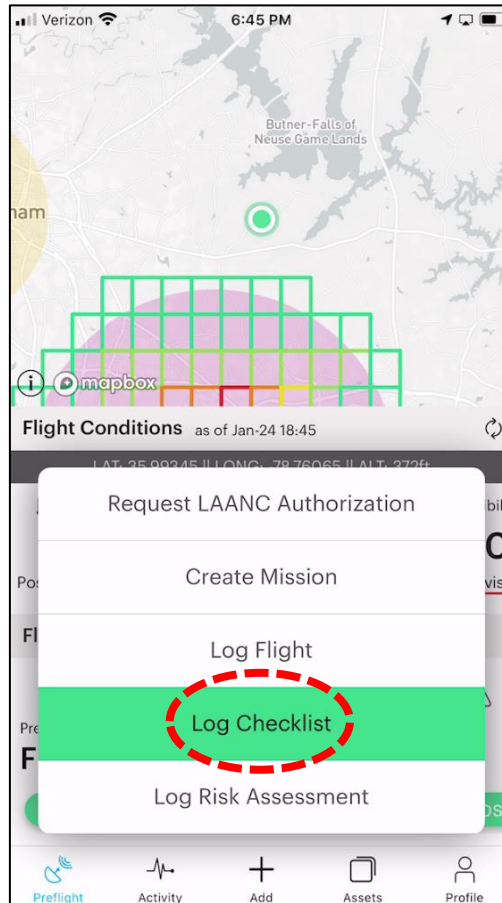 Verizon 6:45 PM
Butner-Falls of
Neuse Game Lands
ham
i mapbox
Flight Conditions as of Jan-24 18:45
LAT: 35.99345 || LONG: -78.76065 || ALT: 372ft
Request LAANC Authorization
Create Mission
Log Flight
Log Checklist
Log Risk Assessment
Preflight Activity Add Assets Profile